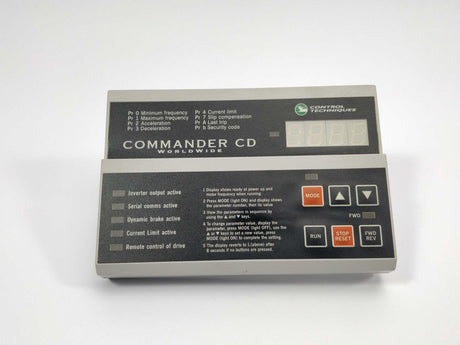 Pr 0 Minimum frequency
Pr 1 Maximum frequency
Pr 2 Acceleration
Pr 3 Deceleration
Pr 4 Current limit
Pr 7 Slip compensation
Pr A Last trip
Pr b Security code
CONTROL
TECHNIQUES
COMMANDER CD
WORLDWIDE
Inverter output active
Serial comms active
Dynamic brake active
Current Limit active
Remote control of drive
1 Display shows ready at power up and
motor frequency when running
2 Press MODE (light ON) and display shows
the parameter number, then its value
3 View the parameters in sequence by
using the ▲ and ▼ keys.
4 To change parameter value, display the
parameter, press MODE (light OFF), use the
▲ or ▼ keys to set a new value, press
MODE (light ON) to complete the setting.
5 The display reverts to 1 (above) after
8 seconds if no buttons are pressed.
MODE
▲
▼
FWD
RUN
STOP
RESET
FWD
REV